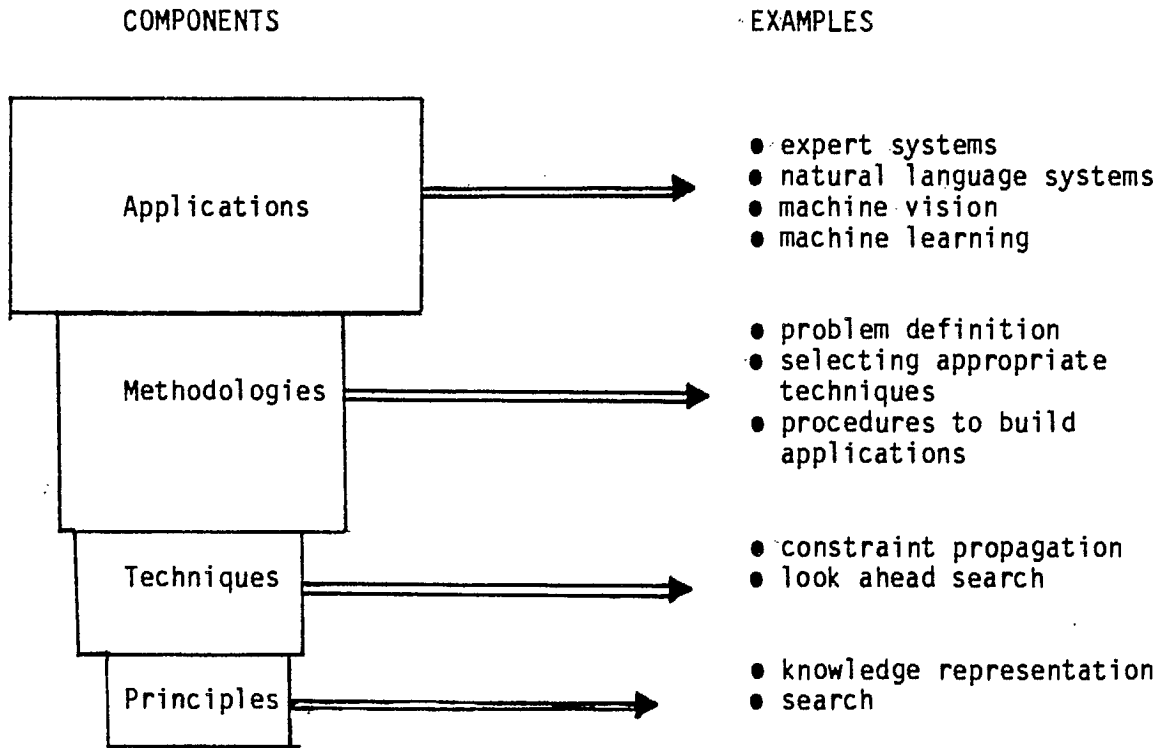 COMPONENTS
EXAMPLES
Applications
• expert systems
• natural language systems
• machine vision
• machine learning
Methodologies
• problem definition
• selecting appropriate
techniques
• procedures to build
applications
Techniques
• constraint propagation
• look ahead search
Principles
• knowledge representation
• search